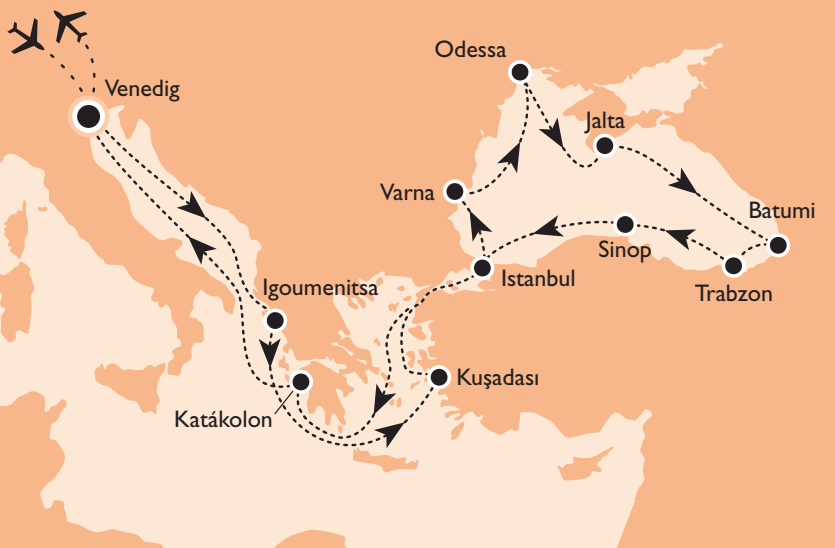 Odessa
Venedig
Jalta
Varna
Batumi
Sinop
Istanbul
Igoumenitsa
Trabzon
Kuşadası
Katákolon